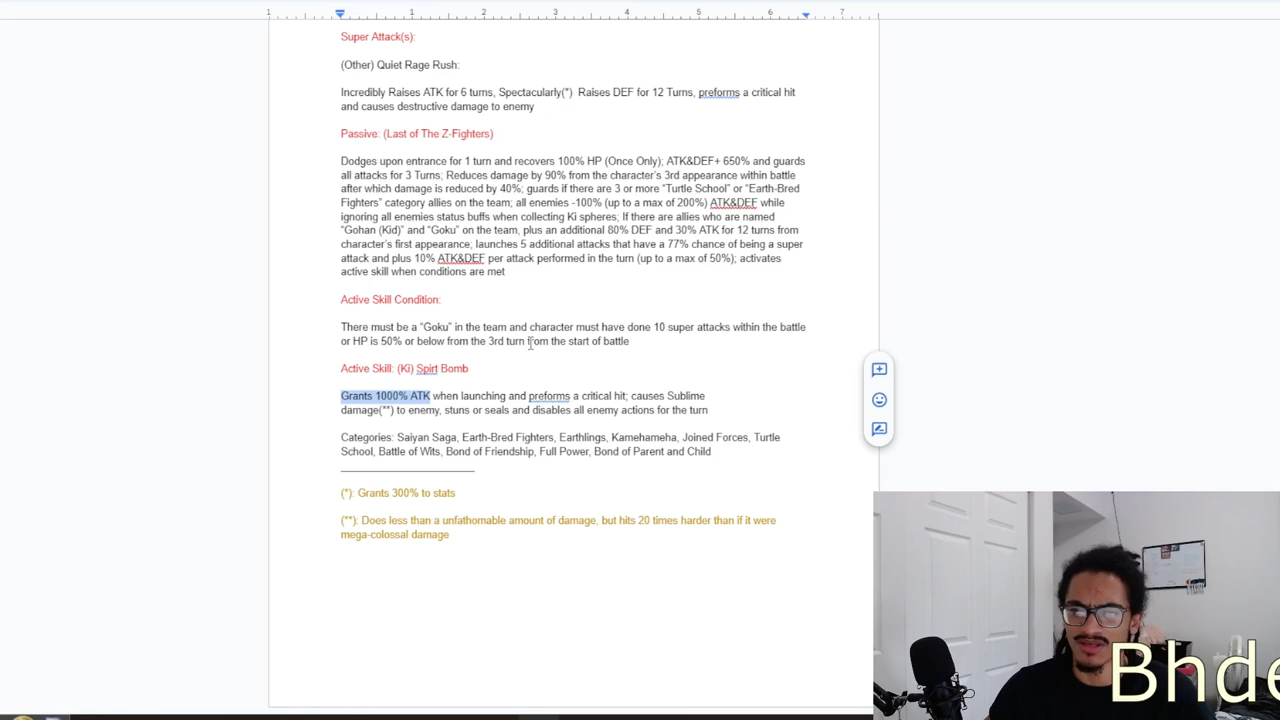 1 1 2 3 4 5 6 7
Super Attack(s):
(Other) Quiet Rage Rush:
Incredibly Raises ATK for 6 turns, Spectacularly(*) Raises DEF for 12 Turns, preforms a critical hit
and causes destructive damage to enemy
Passive: (Last of The Z-Fighters)
Dodges upon entrance for 1 turn and recovers 100% HP (Once Only); ATK&DEF+ 650% and guards
all attacks for 3 Turns; Reduces damage by 90% from the character's 3rd appearance within battle
after which damage is reduced by 40%; guards if there are 3 or more “Turtle School” or “Earth-Bred
Fighters” category allies on the team; all enemies -100% (up to a max of 200%) ATK&DEF while
ignoring all enemies status buffs when collecting Ki spheres; If there are allies who are named
“Gohan (Kid)” and “Goku” on the team, plus an additional 80% DEF and 30% ATK for 12 turns from
character's first appearance; launches 5 additional attacks that have a 77% chance of being a super
attack and plus 10% ATK&DEF per attack performed in the turn (up to a max of 50%); activates
active skill when conditions are met
Active Skill Condition:
There must be a “Goku” in the team and character must have done 10 super attacks within the battle
or HP is 50% or below from the 3rd turn from the start of battle
Active Skill: (Ki) Spirt Bomb
Grants 1000% ATK when launching and preforms a critical hit; causes Sublime
damage(**) to enemy, stuns or seals and disables all enemy actions for the turn
Categories: Saiyan Saga, Earth-Bred Fighters, Earthlings, Kamehameha, Joined Forces, Turtle
School, Battle of Wits, Bond of Friendship, Full Power, Bond of Parent and Child
(*): Grants 300% to stats
(**): Does less than a unfathomable amount of damage, but hits 20 times harder than if it were
mega-colossal damage
Bhde